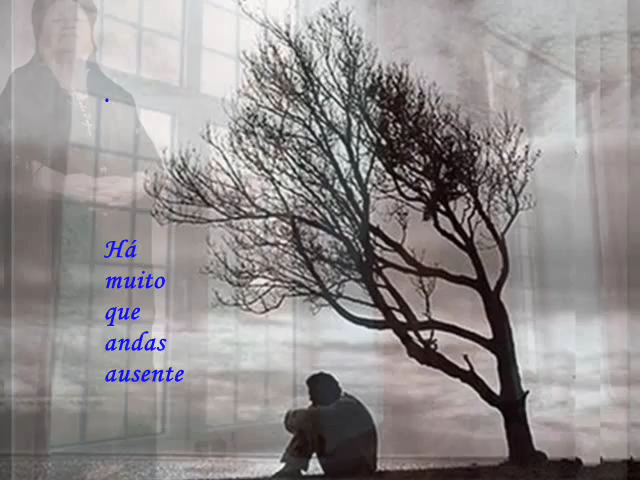 .
Há
muito
que
andas
ausente